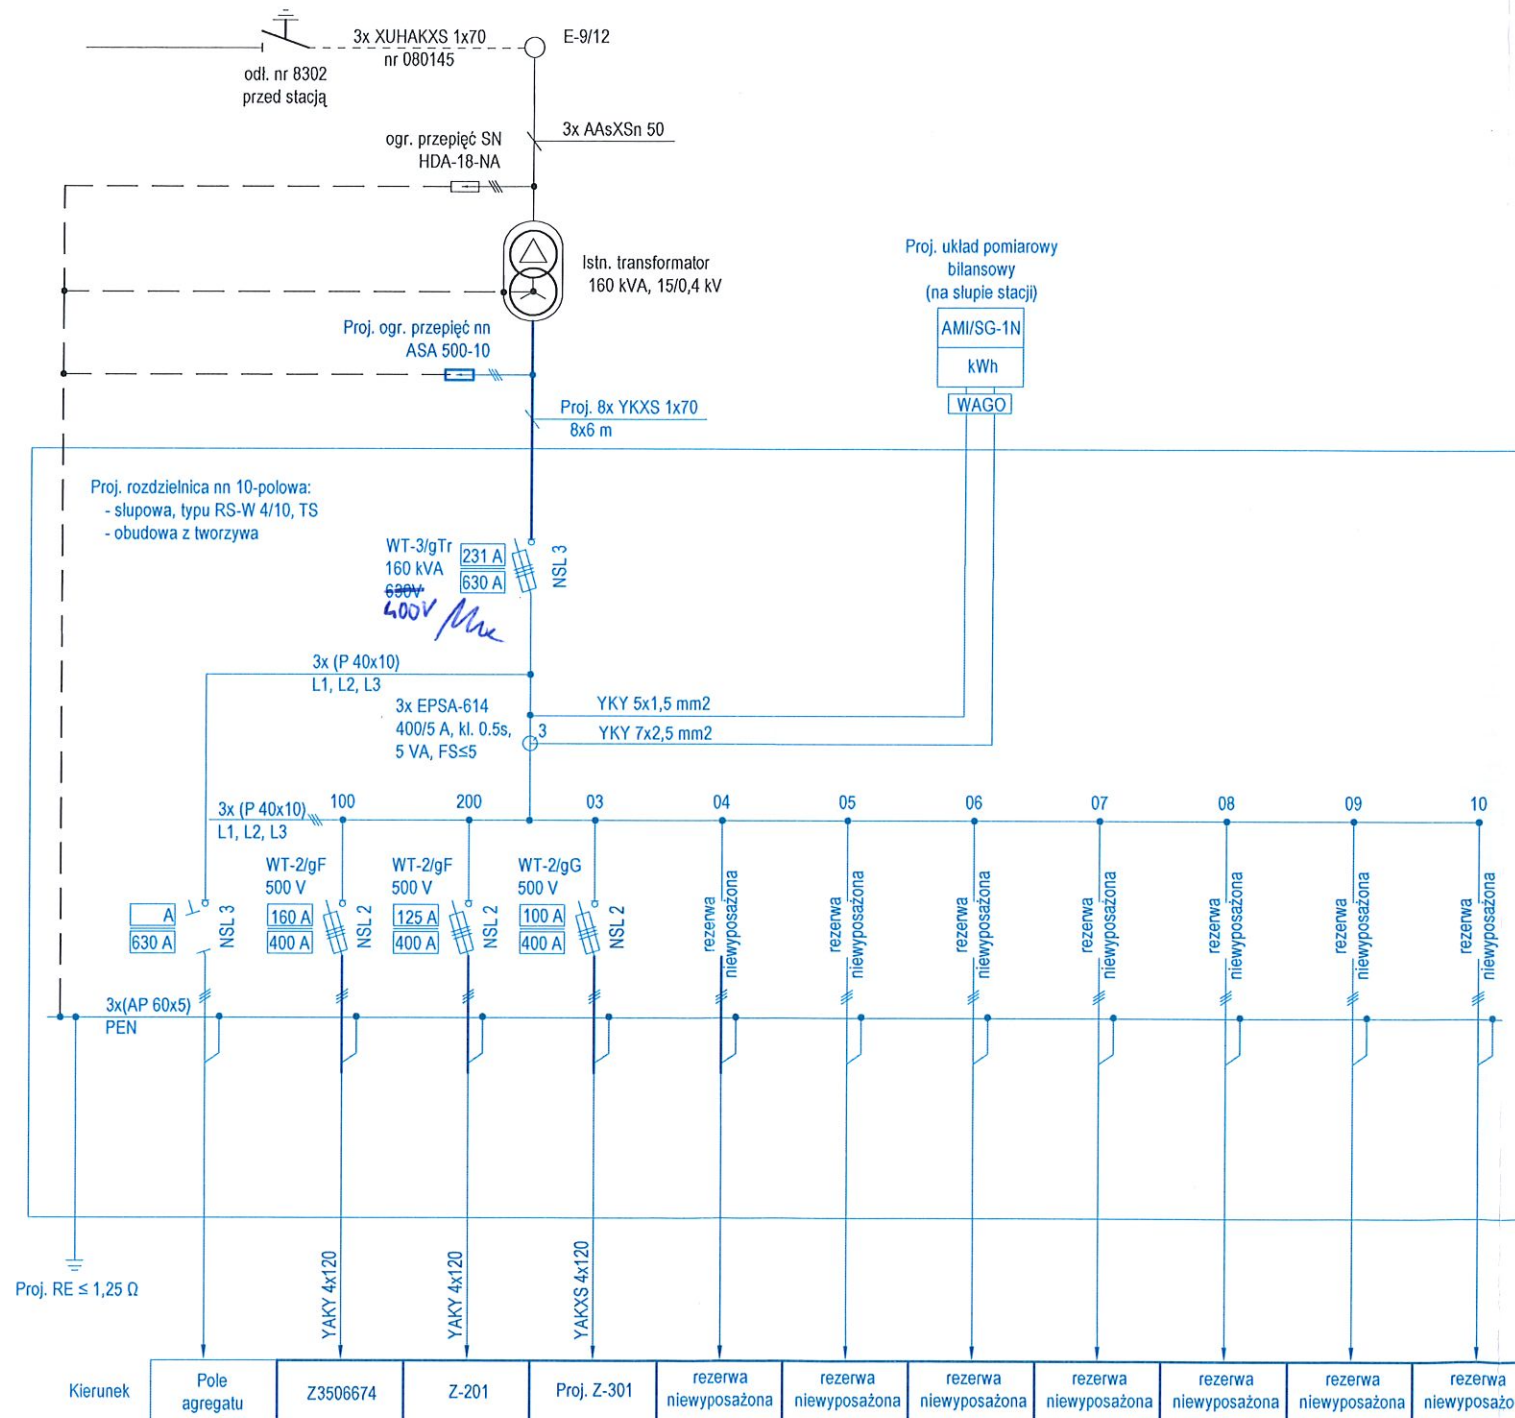 3x XUHAKXS 1x70
nr 080145
E-9/12
odł. nr 8302
przed stacją
3x AAsXSn 50
ogr. przepięć SN
HDA-18-NA
Istn. transformator
160 kVA, 15/0,4 kV
Proj. układ pomiarowy
bilansowy
(na słupie stacji)
AMI/SG-1N
kWh
WAGO
Proj. ogr. przepięć nn
ASA 500-10
Proj. 8x YKXS 1x70
8x6 m
Proj. rozdzielnica nn 10-polowa:
- słupowa, typu RS-W 4/10, TS
- obudowa z tworzywa
WT-3/gTr
160 kVA
630V
400V
231 A
630 A
NSL 3
3x (P 40x10)
L1, L2, L3
3x EPSA-614
400/5 A, kl. 0.5s,
5 VA, FS≤5
3
YKY 5x1,5 mm2
YKY 7x2,5 mm2
3x (P 40x10)
L1, L2, L3
100
200
03
04
05
06
07
08
09
10
A
630 A
NSL 3
WT-2/gF
500 V
160 A
400 A
NSL 2
WT-2/gF
500 V
125 A
400 A
NSL 2
WT-2/gG
500 V
100 A
400 A
NSL 2
rezerwa
niewyposażona
rezerwa
niewyposażona
rezerwa
niewyposażona
rezerwa
niewyposażona
rezerwa
niewyposażona
rezerwa
niewyposażona
rezerwa
niewyposażona
3x(AP 60x5)
PEN
Proj. RE ≤ 1,25 Ω
YAKY 4x120
YAKY 4x120
YAKXS 4x120
Kierunek
Pole
agregatu
Z3506674
Z-201
Proj. Z-301
rezerwa
niewyposażona
rezerwa
niewyposażona
rezerwa
niewyposażona
rezerwa
niewyposażona
rezerwa
niewyposażona
rezerwa
niewyposażona
rezerwa
niewyposażo